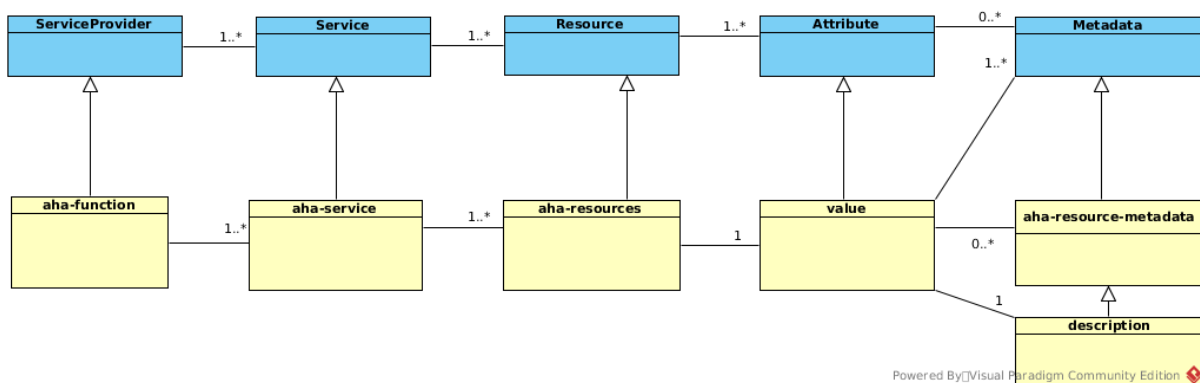 ServiceProvider
1..*
Service
1..*
Resource
1..*
Attribute
0..*
Metadata
1..*
aha-function
1..*
aha-service
1..*
aha-resources
1
value
0..*
aha-resource-metadata
1
description
Powered By Visual Paradigm Community Edition